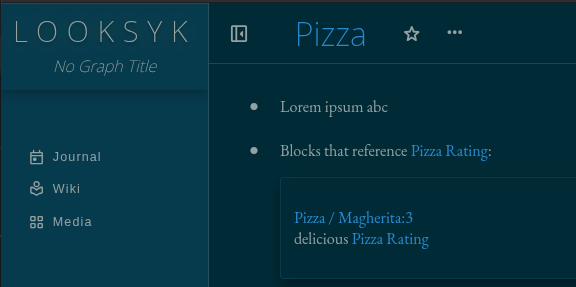 LOOKSYK
No Graph Title
Pizza
Journal
Wiki
Media
Lorem ipsum abc
Blocks that reference Pizza Rating:
Pizza / Magherita:3
delicious Pizza Rating